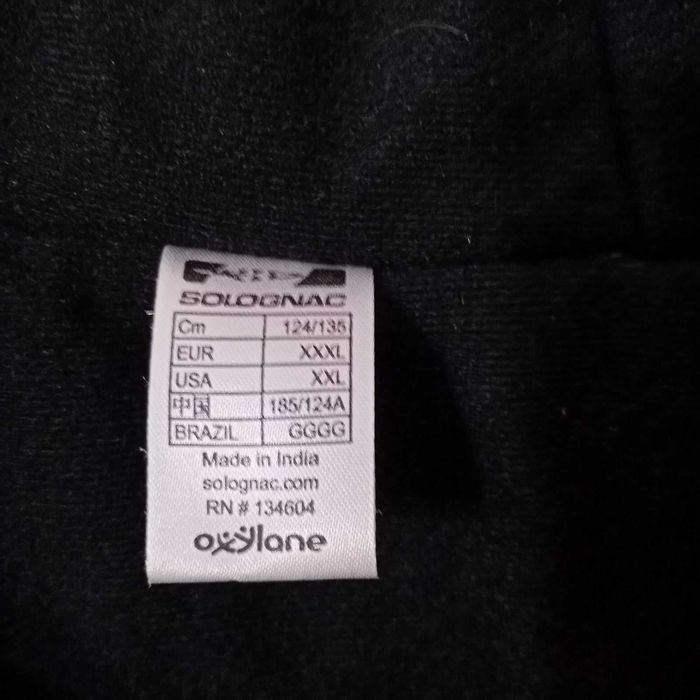 SOLOGNAC
Cm 124/135
EUR XXXL
USA XXL
中国 185/124A
BRAZIL GGGG
Made in India
solognac.com
RN # 134604
oxylane